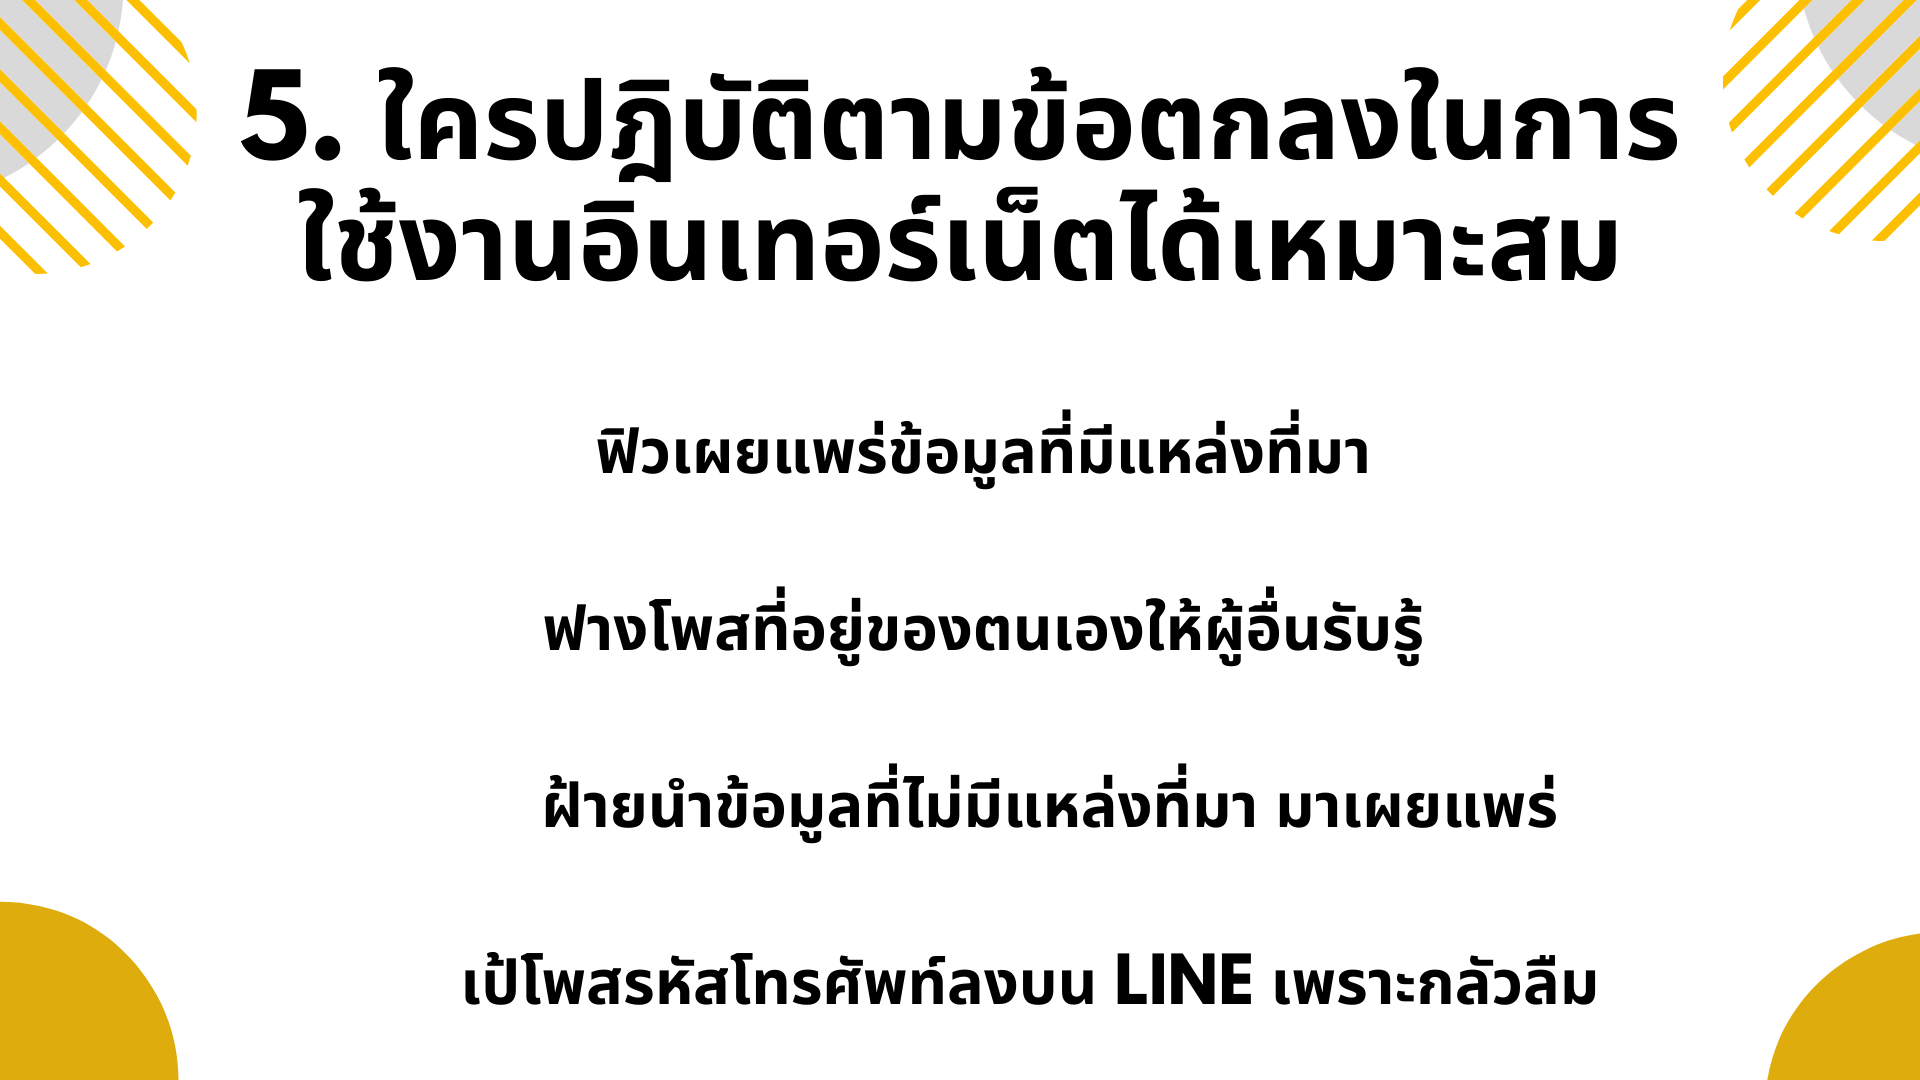 5. ใครปฎิบัติตามข้อตกลงในการ
ใช้งานอินเทอร์เน็ตได้เหมาะสม
ฟิวเผยแพร่ข้อมูลที่มีแหล่งที่มา
ฟางโพสที่อยู่ของตนเองให้ผู้อื่นรับรู้
ฝ้ายนำข้อมูลที่ไม่มีแหล่งที่มา มาเผยแพร่
เป้โพสรหัสโทรศัพท์ลงบน LINE เพราะกลัวลืม